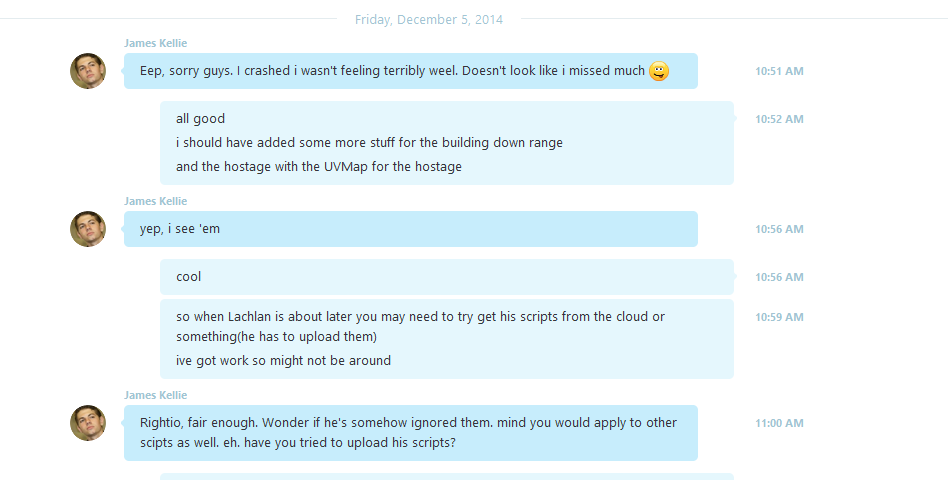 Friday, December 5, 2014
James Kellie
Eep, sorry guys. I crashed i wasn't feeling terribly weel. Doesn't look like i missed much
10:51 AM
all good
10:52 AM
i should have added some more stuff for the building down range
and the hostage with the UVMap for the hostage
James Kellie
yep, i see 'em
10:56 AM
cool
10:56 AM
so when Lachlan is about later you may need to try get his scripts from the cloud or
10:59 AM
something(he has to upload them)
ive got work so might not be around
James Kellie
Rightio, fair enough. Wonder if he's somehow ignored them. mind you would apply to other
11:00 AM
scipts as well. eh. have you tried to upload his scripts?